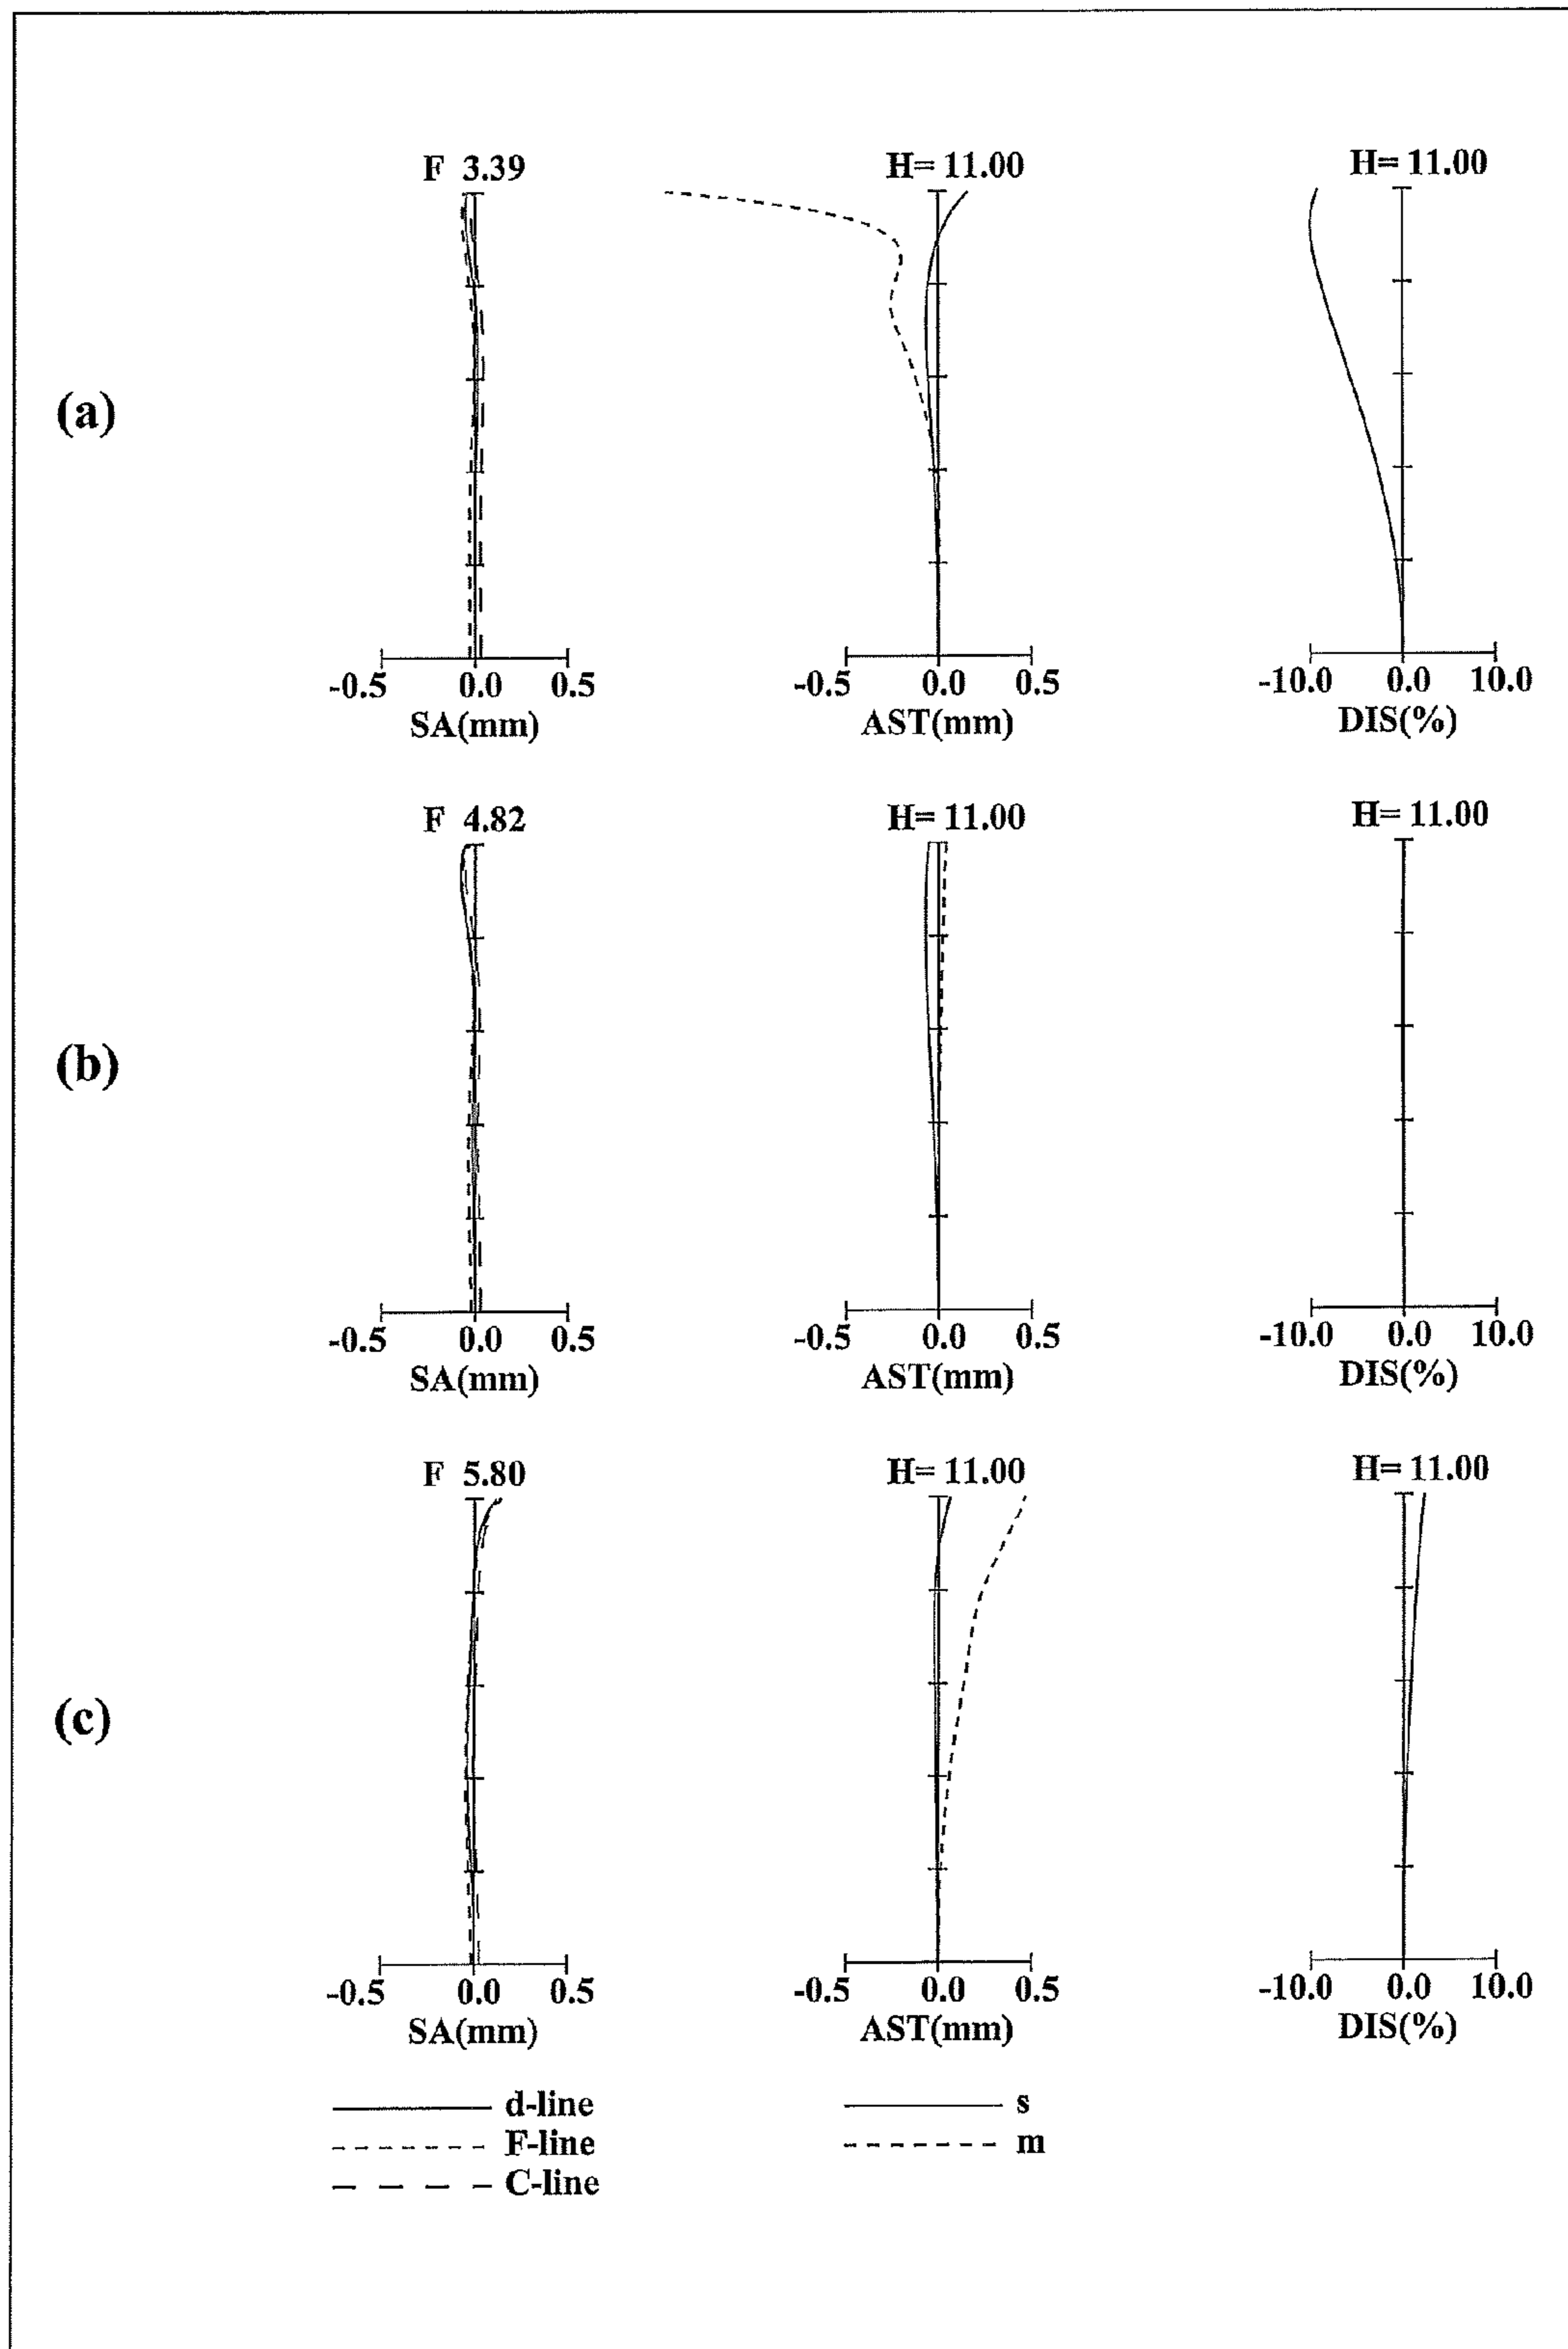 F 3.39 H= 11.00 H= 11.00
(a)
-0.5 0.0 0.5 -0.5 0.0 0.5 -10.0 0.0 10.0
SA(mm) AST(mm) DIS(%)
F 4.82 H= 11.00 H= 11.00
(b)
-0.5 0.0 0.5 -0.5 0.0 0.5 -10.0 0.0 10.0
SA(mm) AST(mm) DIS(%)
F 5.80 H= 11.00 H= 11.00
(c)
-0.5 0.0 0.5 -0.5 0.0 0.5 -10.0 0.0 10.0
SA(mm) AST(mm) DIS(%)
d-line s
F-line m
C-line